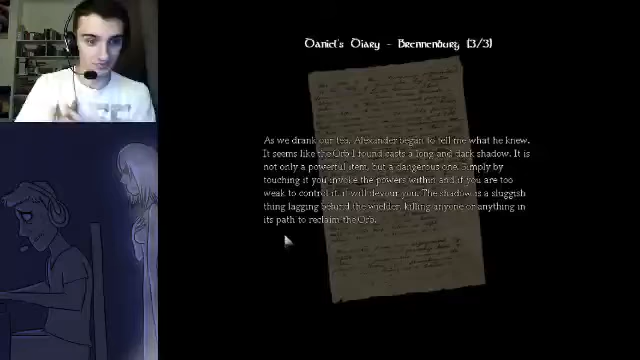 Daniel's Diary - Brennenburg (3/3)
As we drank our tea, Alexander began to tell me what he knew.
It seems like the Orb I found casts a long and dark shadow. It is
not only a powerful item, but a dangerous one. Simply by
touching it you invoke the powers within and if you are too
weak to control it, it will devour you. The shadow is a sluggish
thing lagging behind the wielder, killing anyone or anything in
its path to reclaim the Orb.